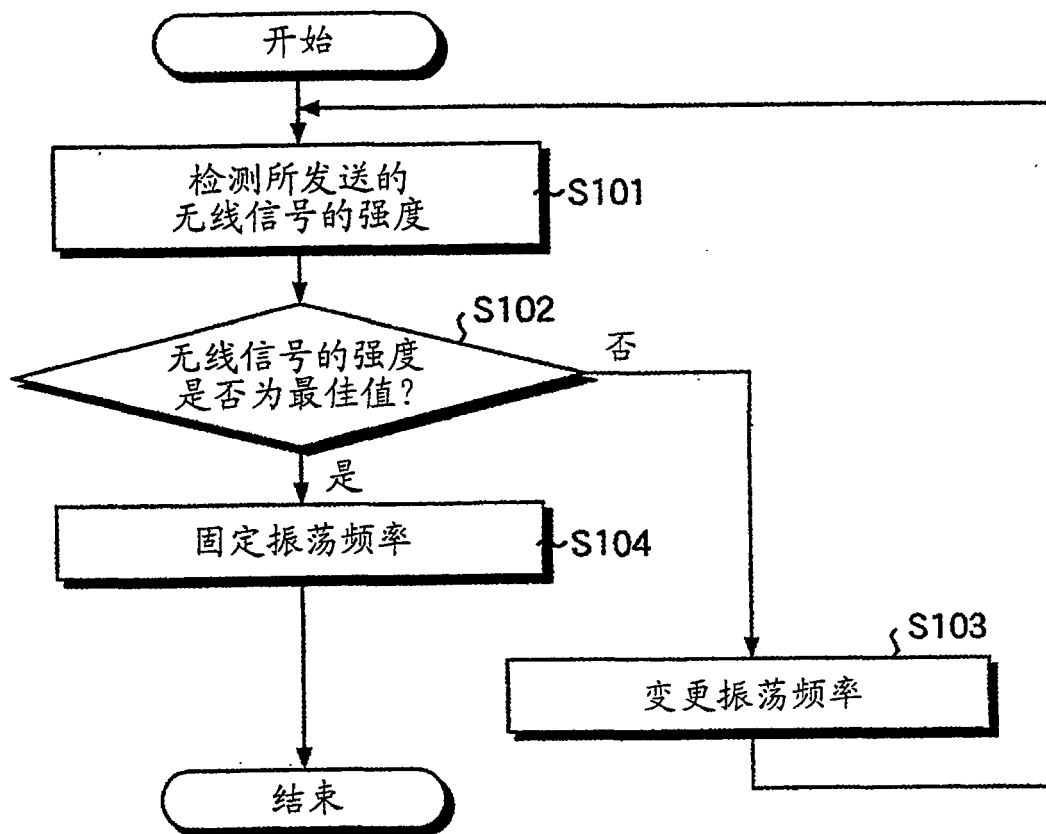 开始
检测所发送的
无线信号的强度
S101
S102
无线信号的强度
是否为最佳值?
否
是
固定振荡频率
S104
S103
变更振荡频率
结束